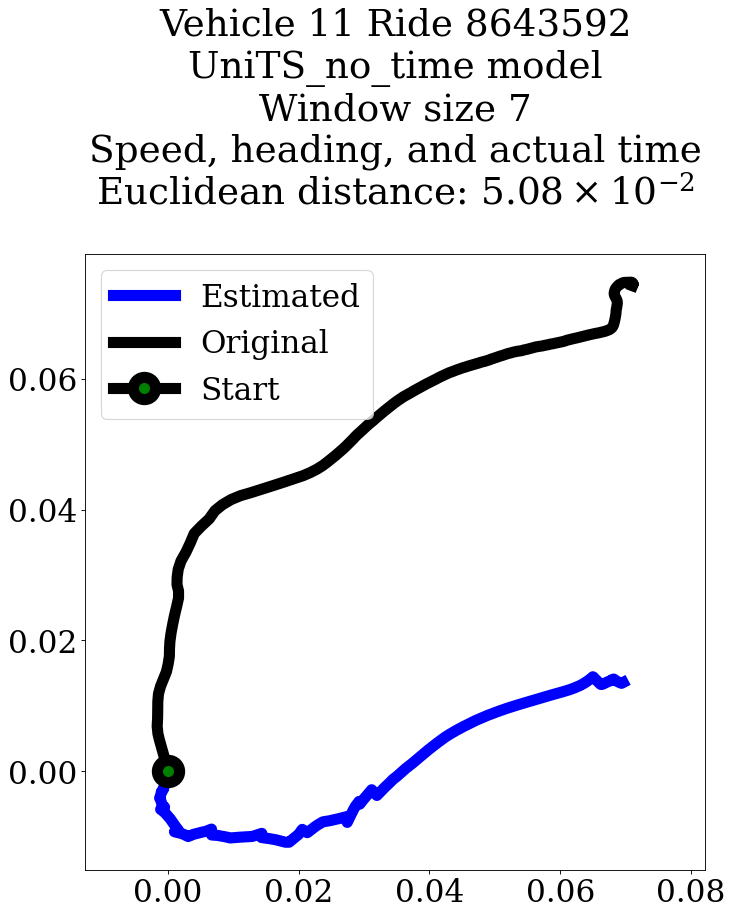 Vehicle 11 Ride 8643592
UniTS_no_time model
Window size 7
Speed, heading, and actual time
Euclidean distance: 5.08 × 10⁻²
Estimated
Original
Start
0.06
0.04
0.02
0.00
0.00 0.02 0.04 0.06 0.08